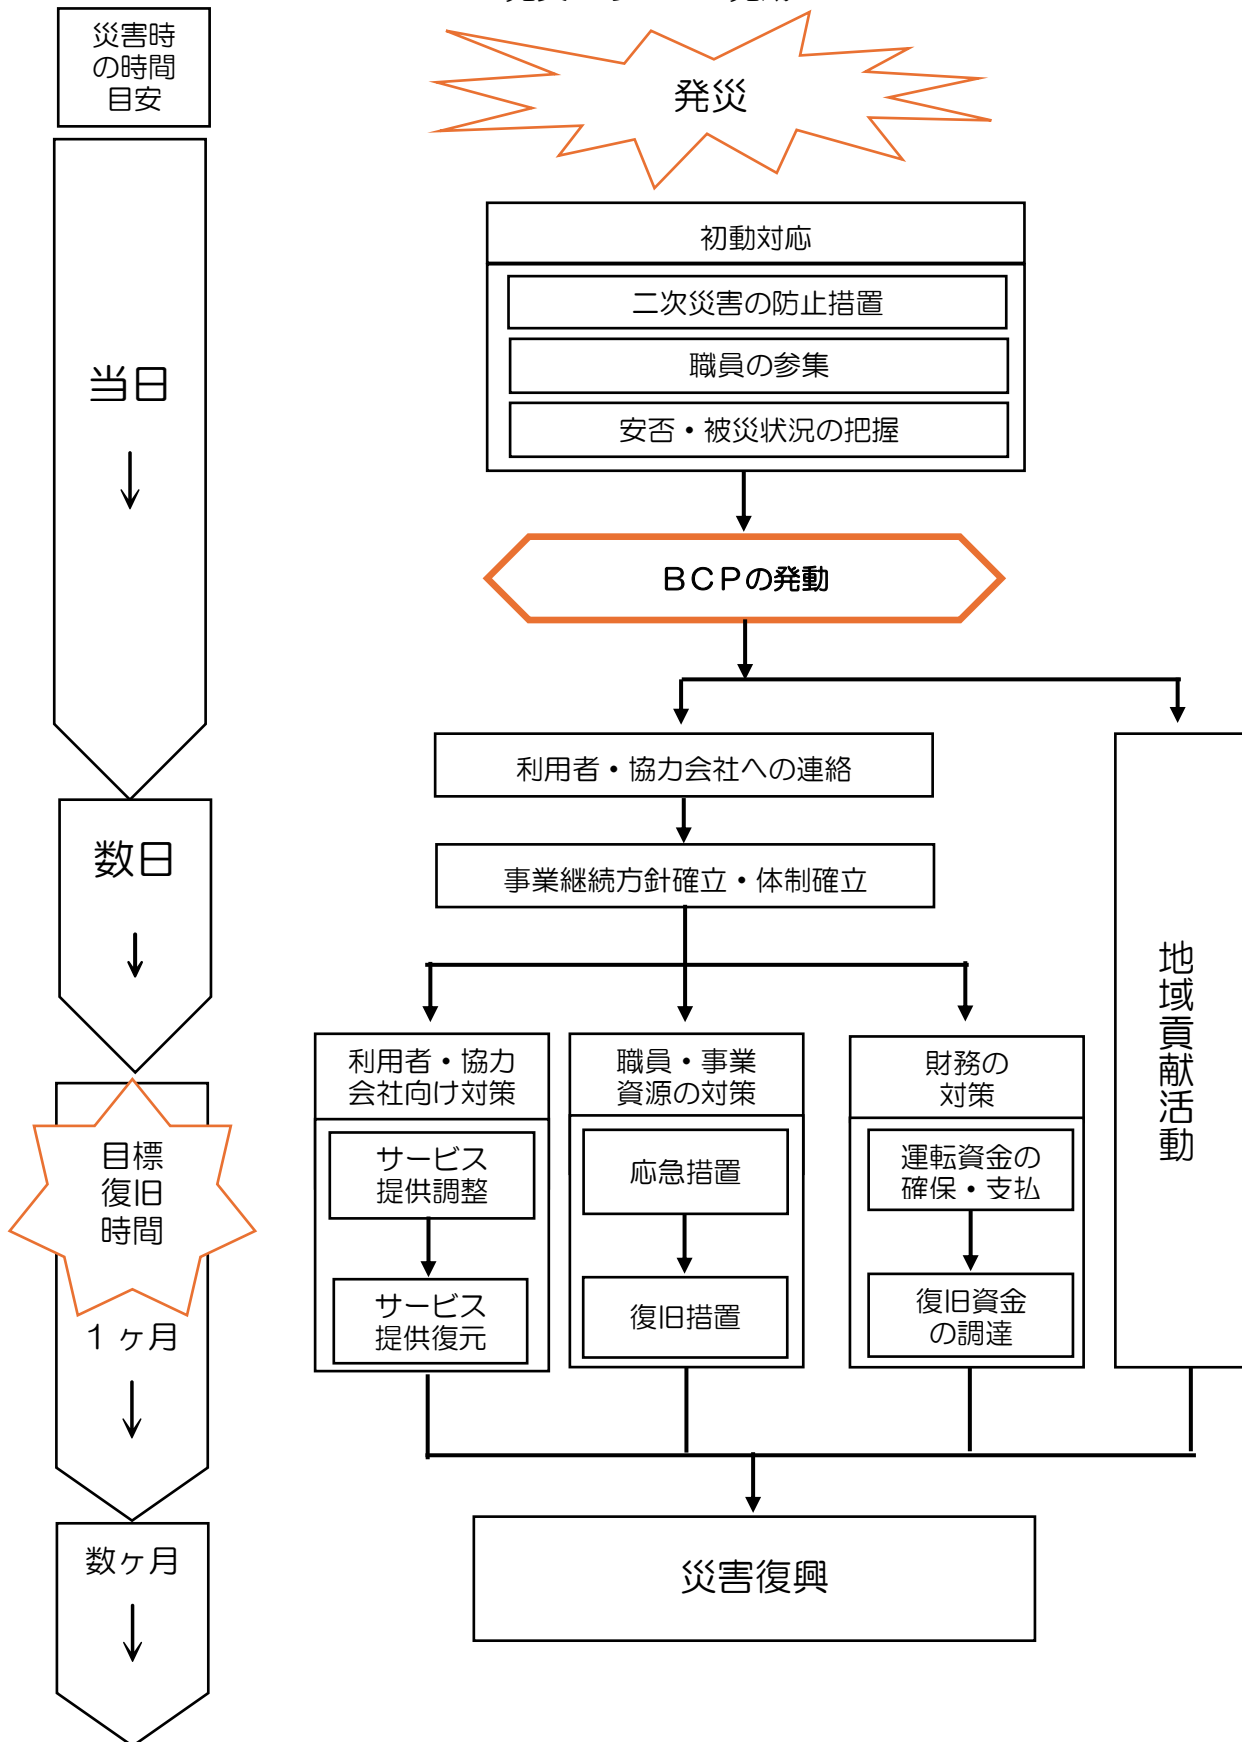 災害時
の時間
目安
発災
初動対応
二次災害の防止措置
職員の参集
安否・被災状況の把握
当日
BCPの発動
利用者・協力会社への連絡
数日
事業継続方針確立・体制確立
地域貢献活動
利用者・協力
会社向け対策
職員・事業
資源の対策
財務の
対策
目標
復旧
時間
サービス
提供調整
応急措置
運転資金の
確保・支払
サービス
提供復元
復旧措置
復旧資金
の調達
1ヶ月
数ヶ月
災害復興